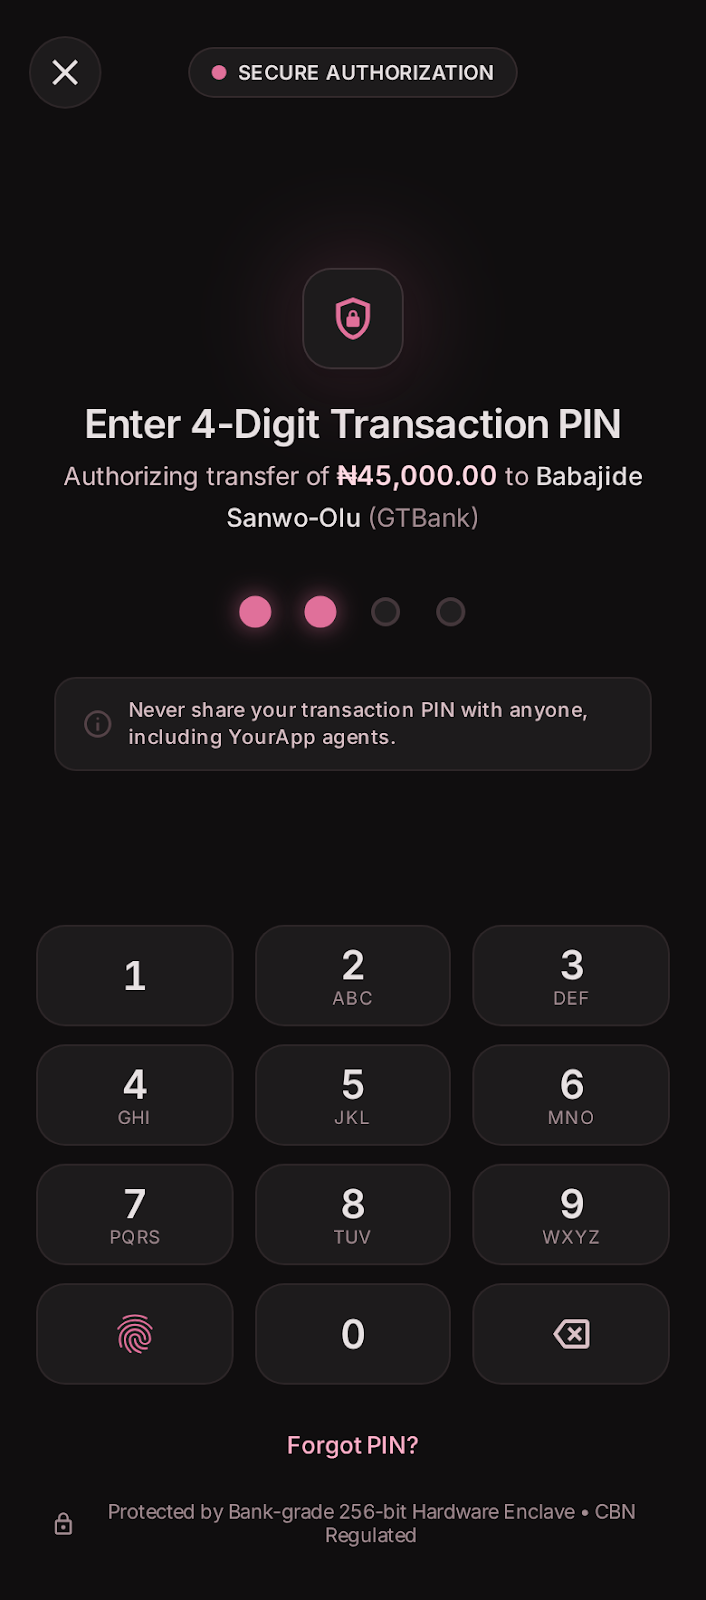 SECURE AUTHORIZATION
Enter 4-Digit Transaction PIN
Authorizing transfer of ₦45,000.00 to Babajide
Sanwo-Olu (GTBank)
Never share your transaction PIN with anyone,
including YourApp agents.
1
2
3
ABC
DEF
4
5
6
GHI
JKL
MNO
7
8
9
PQRS
TUV
WXYZ
0
Forgot PIN?
Protected by Bank-grade 256-bit Hardware Enclave • CBN
Regulated